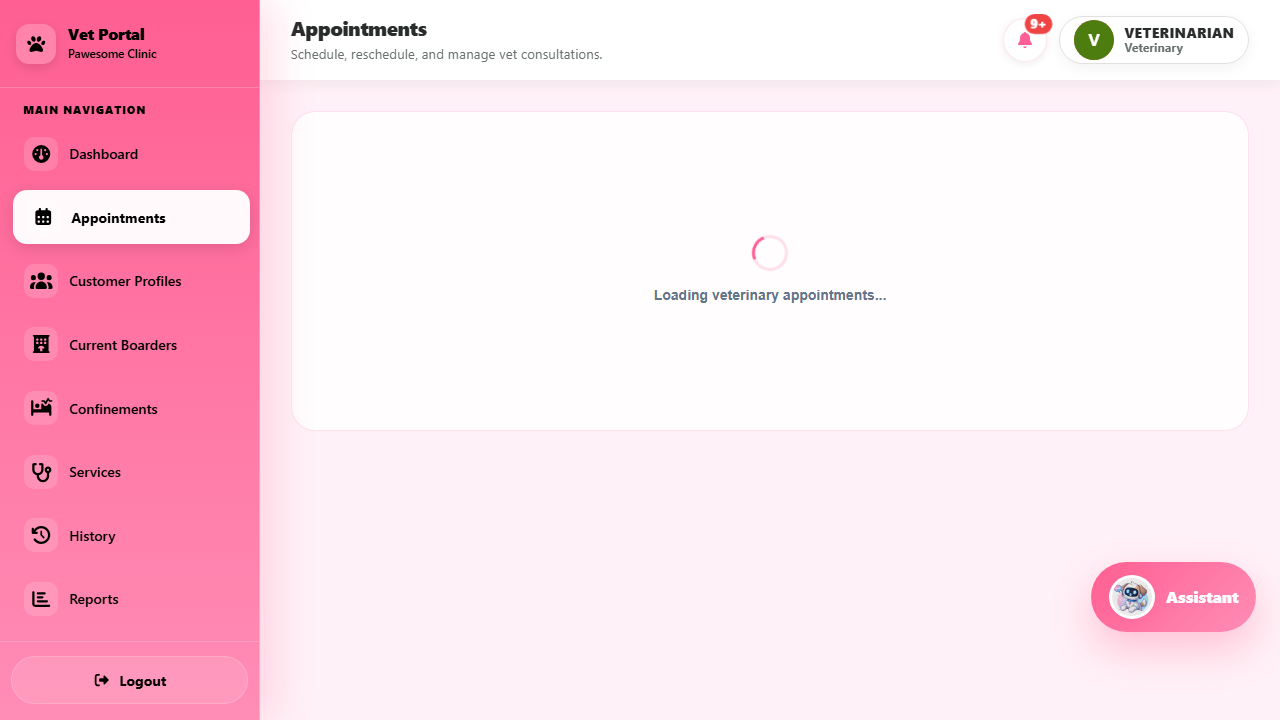 Vet Portal
Pawesome Clinic
MAIN NAVIGATION
Dashboard
Appointments
Customer Profiles
Current Boarders
Confinements
Services
History
Reports
Logout
Appointments
Schedule, reschedule, and manage vet consultations.
9+
V
VETERINARIAN
Veterinary
Loading veterinary appointments...
Assistant